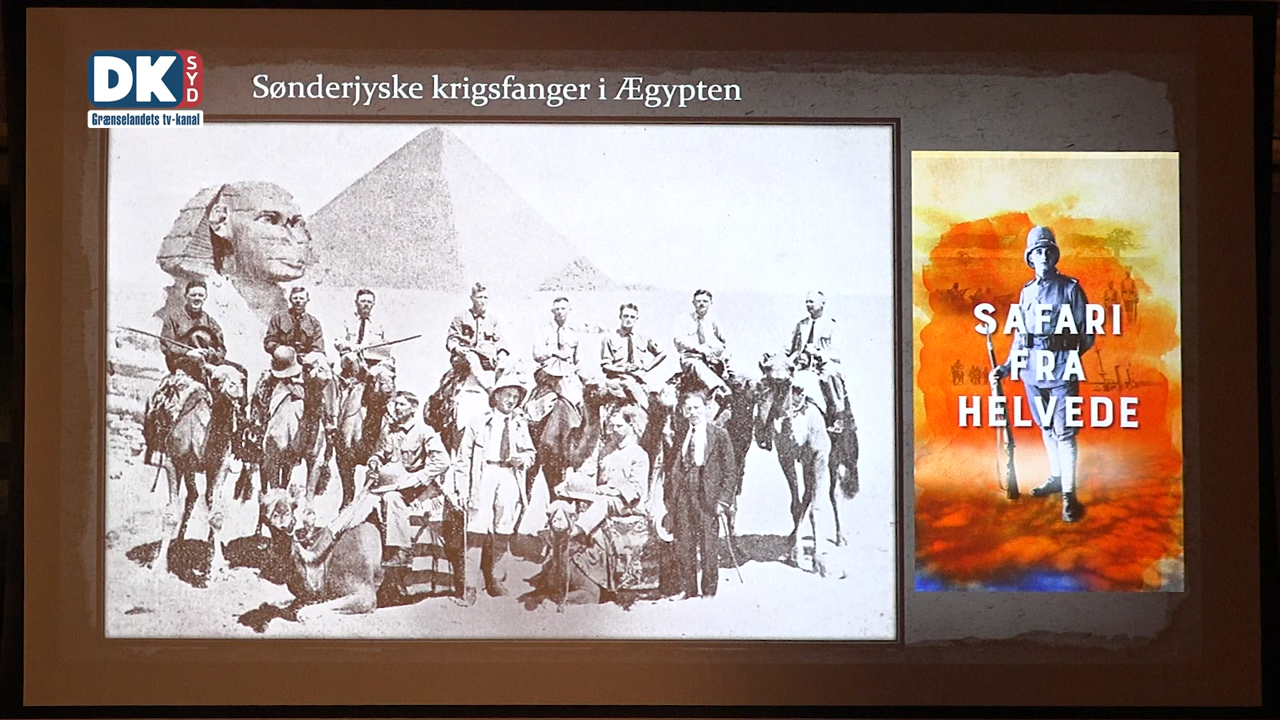 DK
SYD
Grænselandets tv-kanal
Sønderjyske krigsfanger i Ægypten
SAFARI
FRA
HELVEDE